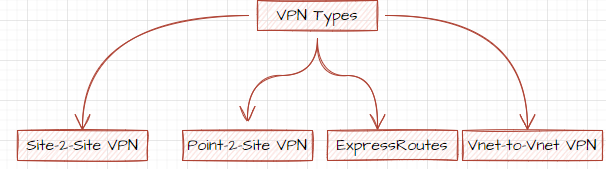 VPN Types
Site-2-Site VPN
Point-2-Site VPN
ExpressRoutes
Vnet-to-Vnet VPN